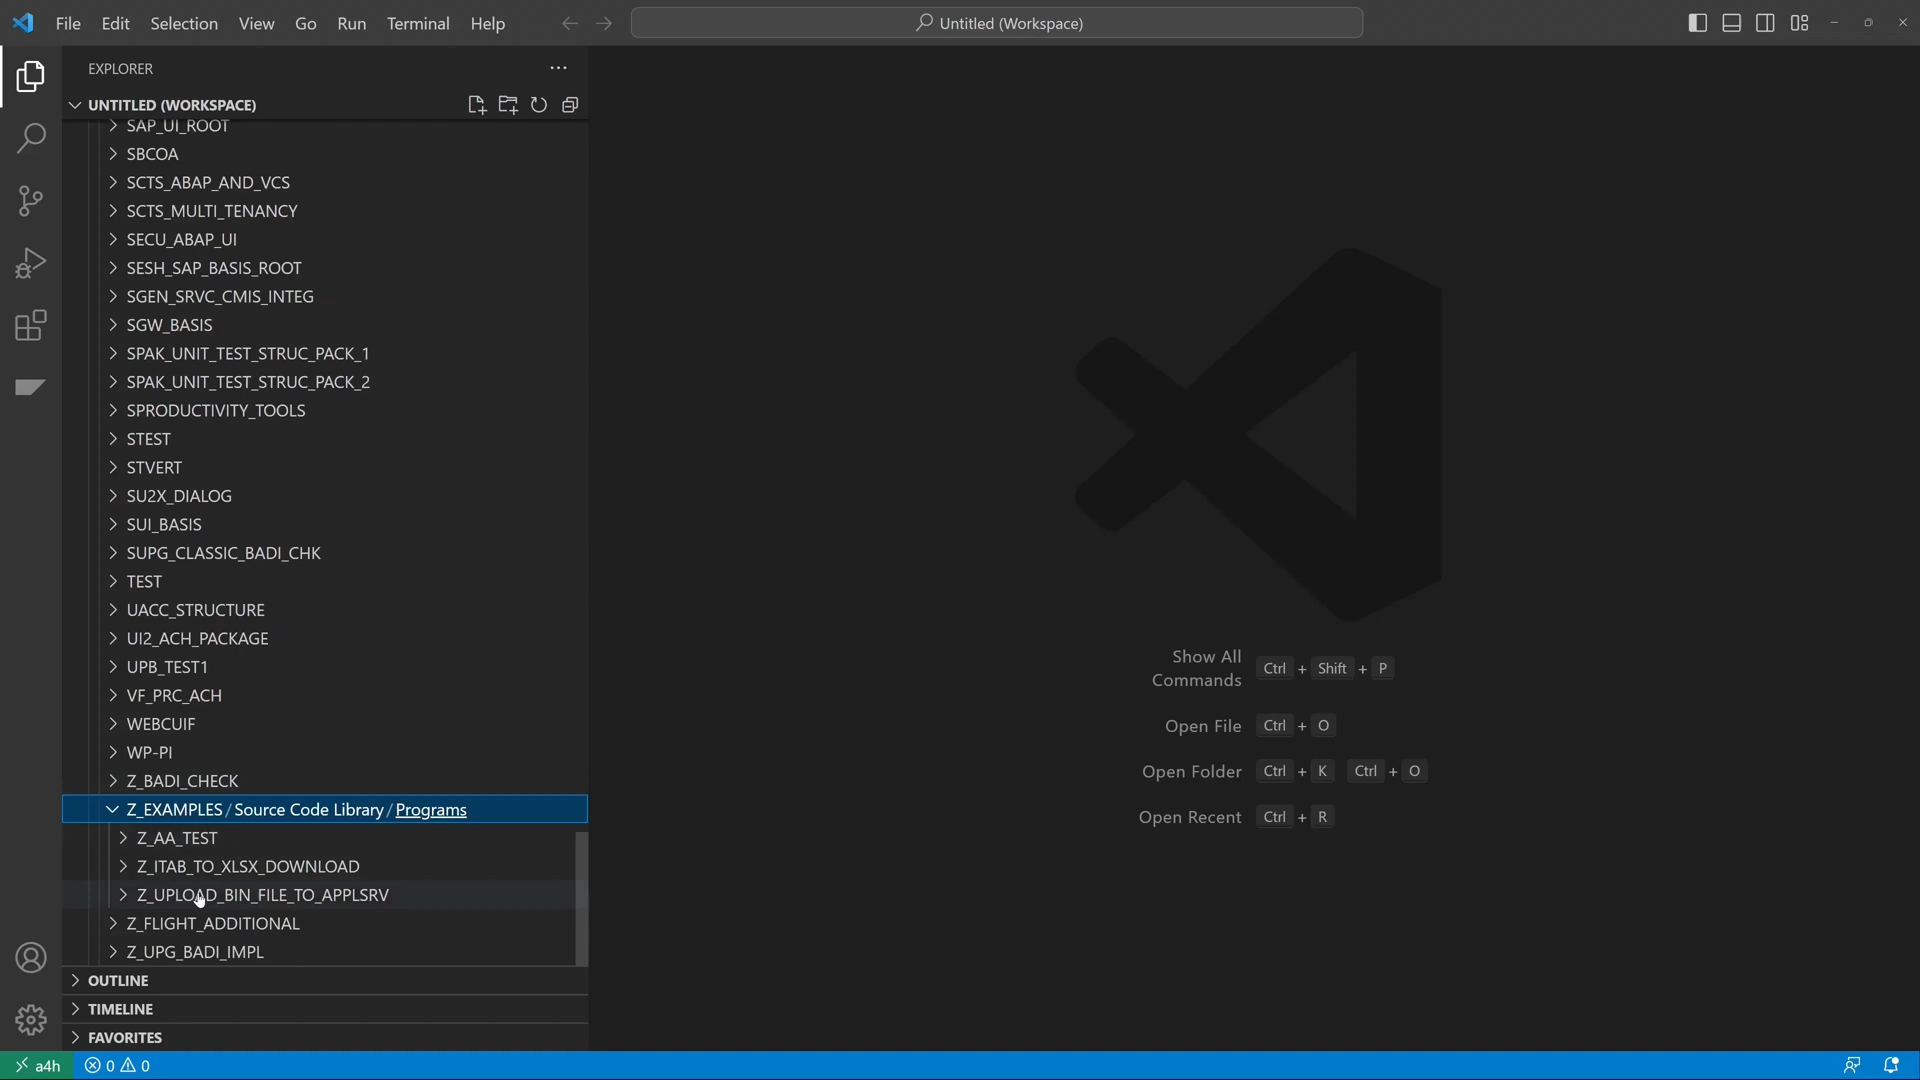 File Edit Selection View Go Run Terminal Help
Untitled (Workspace)
EXPLORER
UNTITLED (WORKSPACE)
SAP_UI_ROOT
SBCOA
SCTS_ABAP_AND_VCS
SCTS_MULTI_TENANCY
SECU_ABAP_UI
SESH_SAP_BASIS_ROOT
SGEN_SRVC_CMIS_INTEG
SGW_BASIS
SPAK_UNIT_TEST_STRUC_PACK_1
SPAK_UNIT_TEST_STRUC_PACK_2
SPRODUCTIVITY_TOOLS
STEST
STVERT
SU2X_DIALOG
SUI_BASIS
SUPG_CLASSIC_BADI_CHK
TEST
UACC_STRUCTURE
UI2_ACH_PACKAGE
UPB_TEST1
VF_PRC_ACH
WEBCUIF
WP-PI
Z_BADI_CHECK
Z_EXAMPLES / Source Code Library / Programs
Z_AA_TEST
Z_ITAB_TO_XLSX_DOWNLOAD
Z_UPLOAD_BIN_FILE_TO_APPLSRV
Z_FLIGHT_ADDITIONAL
Z_UPG_BADI_IMPL
OUTLINE
TIMELINE
FAVORITES
Show All
Commands Ctrl + Shift + P
Open File Ctrl + O
Open Folder Ctrl + K Ctrl + O
Open Recent Ctrl + R
a4h 0 0